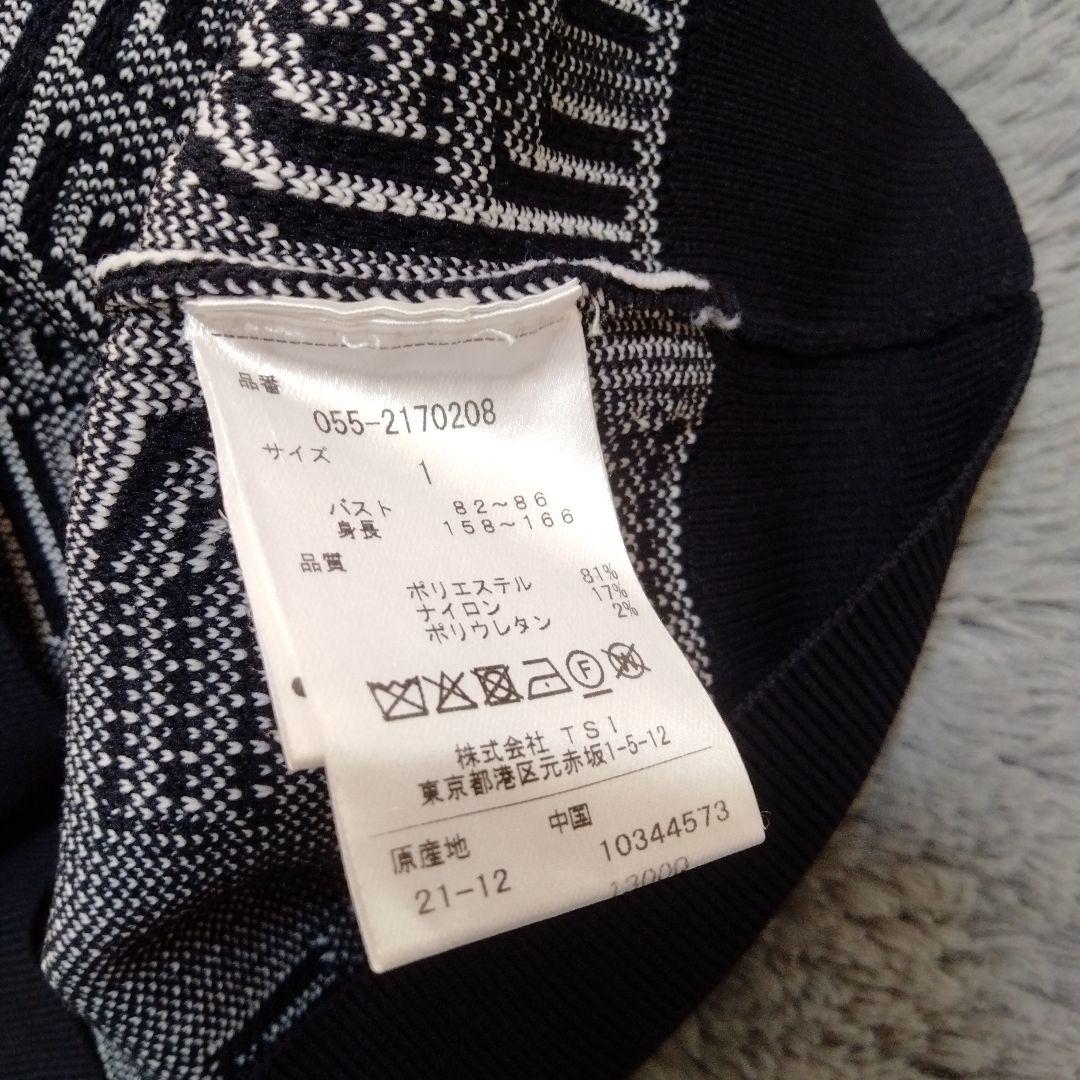 品番
055-2170208
サイズ
1
バスト 82～86
身長 158～166
品質
ポリエステル 81%
ナイロン 17%
ポリウレタン 2%
F
W
株式会社 TSI
東京都港区元赤坂1-5-12
原産地 中国
21-12 10344573